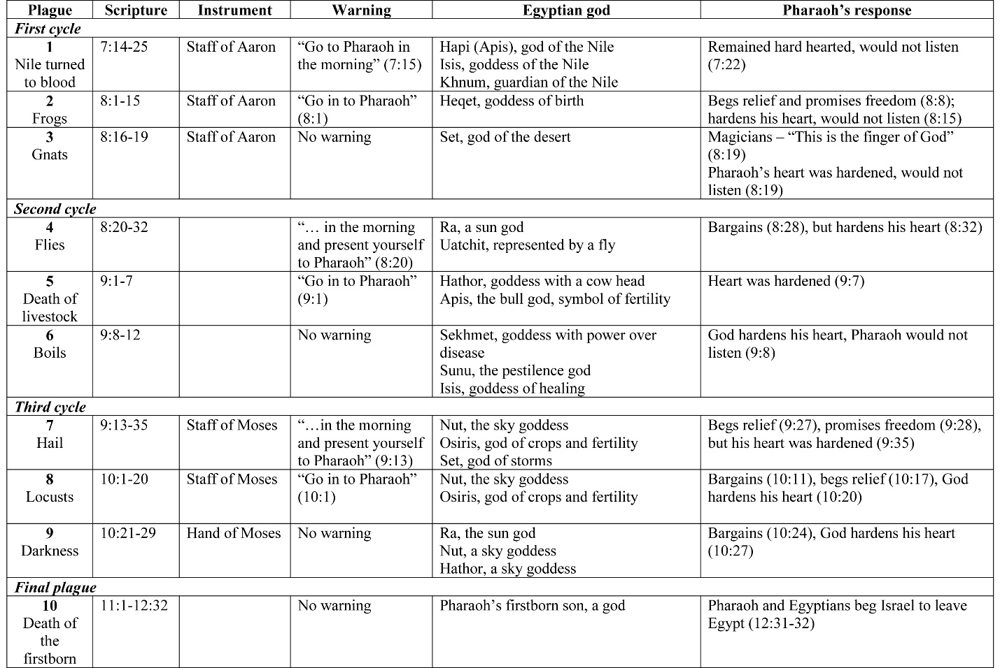 Plague Scripture Instrument Warning Egyptian god Pharaoh’s response
First cycle
1 7:14-25 Staff of Aaron “Go to Pharaoh in Hapi (Apis), god of the Nile Remained hard hearted, would not listen
Nile turned the morning” (7:15) Isis, goddess of the Nile (7:22)
to blood Khnum, guardian of the Nile
2 8:1-15 Staff of Aaron “Go in to Pharaoh” Heqet, goddess of birth Begs relief and promises freedom (8:8);
Frogs (8:1) hardens his heart, would not listen (8:15)
3 8:16-19 Staff of Aaron No warning Set, god of the desert Magicians – “This is the finger of God”
Gnats (8:19)
Pharaoh’s heart was hardened, would not
listen (8:19)
Second cycle
4 8:20-32 “… in the morning Ra, a sun god Bargains (8:28), but hardens his heart (8:32)
Flies and present yourself Uatchit, represented by a fly
to Pharaoh” (8:20)
5 9:1-7 “Go in to Pharaoh” Hathor, goddess with a cow head Heart was hardened (9:7)
Death of (9:1) Apis, the bull god, symbol of fertility
livestock
6 9:8-12 No warning Sekhmet, goddess with power over God hardens his heart, Pharaoh would not
Boils disease listen (9:8)
Sunu, the pestilence god
Isis, goddess of healing
Third cycle
7 9:13-35 Staff of Moses “…in the morning Nut, the sky goddess Begs relief (9:27), promises freedom (9:28),
Hail and present yourself Osiris, god of crops and fertility but his heart was hardened (9:35)
to Pharaoh” (9:13) Set, god of storms
8 10:1-20 Staff of Moses “Go in to Pharaoh” Nut, the sky goddess Bargains (10:11), begs relief (10:17), God
Locusts (10:1) Osiris, god of crops and fertility hardens his heart (10:20)
9 10:21-29 Hand of Moses No warning Ra, the sun god Bargains (10:24), God hardens his heart
Darkness Nut, a sky goddess (10:27)
Hathor, a sky goddess
Final plague
10 11:1-12:32 No warning Pharaoh’s firstborn son, a god Pharaoh and Egyptians beg Israel to leave
Death of Egypt (12:31-32)
the
firstborn